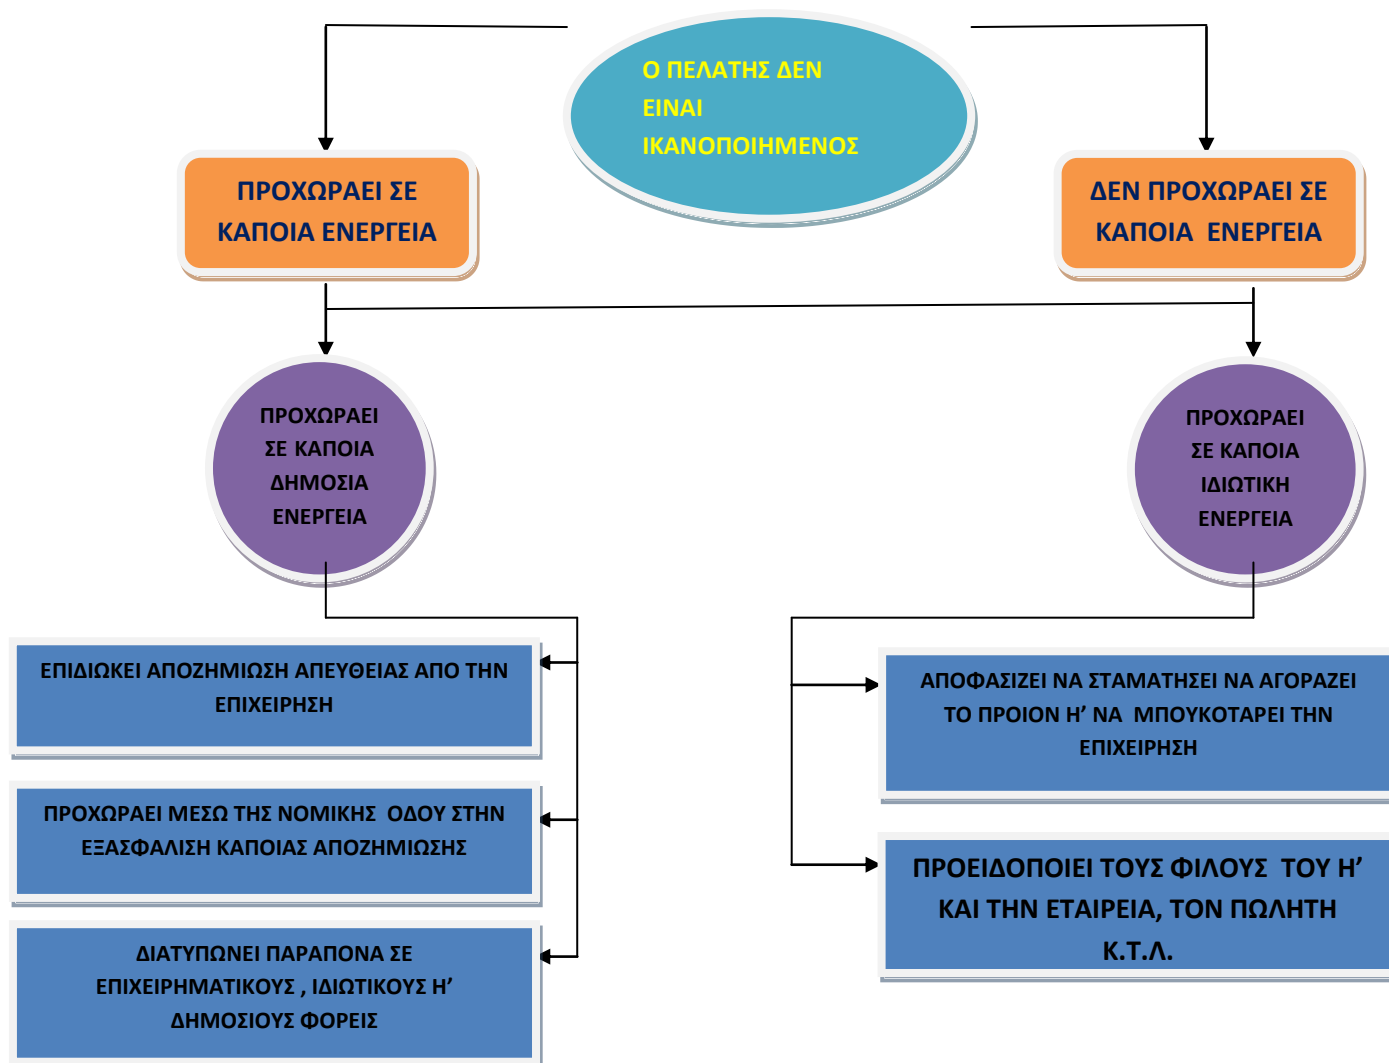 Ο ΠΕΛΑΤΗΣ ΔΕΝ
ΕΙΝΑΙ
ΙΚΑΝΟΠΟΙΗΜΕΝΟΣ
ΠΡΟΧΩΡΑΕΙ ΣΕ
ΚΑΠΟΙΑ ΕΝΕΡΓΕΙΑ
ΔΕΝ ΠΡΟΧΩΡΑΕΙ ΣΕ
ΚΑΠΟΙΑ ΕΝΕΡΓΕΙΑ
ΠΡΟΧΩΡΑΕΙ
ΣΕ ΚΑΠΟΙΑ
ΔΗΜΟΣΙΑ
ΕΝΕΡΓΕΙΑ
ΠΡΟΧΩΡΑΕΙ
ΣΕ ΚΑΠΟΙΑ
ΙΔΙΩΤΙΚΗ
ΕΝΕΡΓΕΙΑ
ΕΠΙΔΙΩΚΕΙ ΑΠΟΖΗΜΙΩΣΗ ΑΠΕΥΘΕΙΑΣ ΑΠΟ ΤΗΝ
ΕΠΙΧΕΙΡΗΣΗ
ΠΡΟΧΩΡΑΕΙ ΜΕΣΩ ΤΗΣ ΝΟΜΙΚΗΣ ΟΔΟΥ ΣΤΗΝ
ΕΞΑΣΦΑΛΙΣΗ ΚΑΠΟΙΑΣ ΑΠΟΖΗΜΙΩΣΗΣ
ΔΙΑΤΥΠΩΝΕΙ ΠΑΡΑΠΟΝΑ ΣΕ
ΕΠΙΧΕΙΡΗΜΑΤΙΚΟΥΣ , ΙΔΙΩΤΙΚΟΥΣ Η’
ΔΗΜΟΣΙΟΥΣ ΦΟΡΕΙΣ
ΑΠΟΦΑΣΙΖΕΙ ΝΑ ΣΤΑΜΑΤΗΣΕΙ ΝΑ ΑΓΟΡΑΖΕΙ
ΤΟ ΠΡΟΙΟΝ Η’ ΝΑ ΜΠΟΥΚΟΤΑΡΕΙ ΤΗΝ
ΕΠΙΧΕΙΡΗΣΗ
ΠΡΟΕΙΔΟΠΟΙΕΙ ΤΟΥΣ ΦΙΛΟΥΣ ΤΟΥ Η’
ΚΑΙ ΤΗΝ ΕΤΑΙΡΕΙΑ, ΤΟΝ ΠΩΛΗΤΗ
Κ.Τ.Λ.